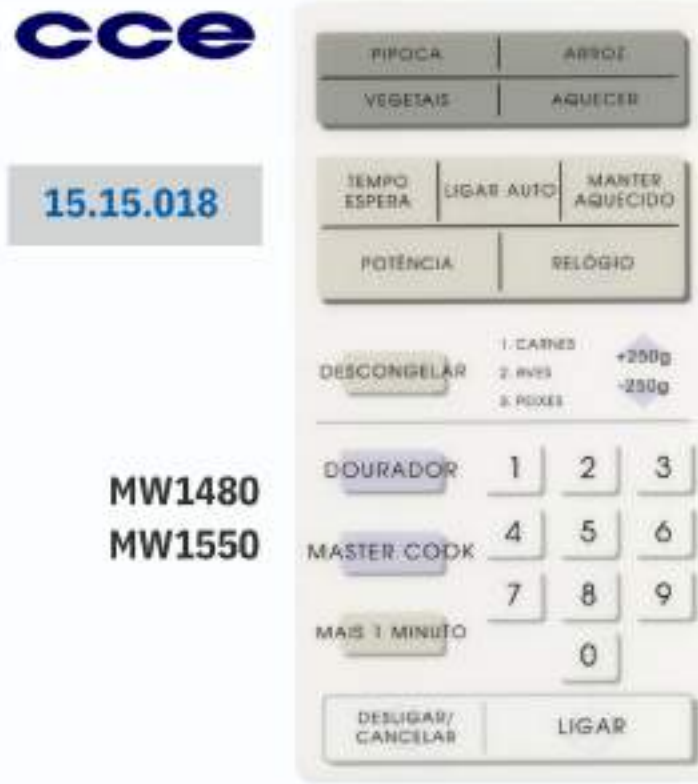 cce
15.15.018
MW1480
MW1550
PIPOCA ARROZ
VEGETAIS AQUECER
TEMPO
ESPERA
LIGAR AUTO
MANTER
AQUECIDO
POTÊNCIA RELÓGIO
DESCONGELAR
1. CARNES
2. AVES
3. PEIXES
+250g
-250g
DOURADOR
1 2 3
MASTER COOK
4 5 6
7 8 9
MAIS 1 MINUTO
0
DESLIGAR/
CANCELAR
LIGAR